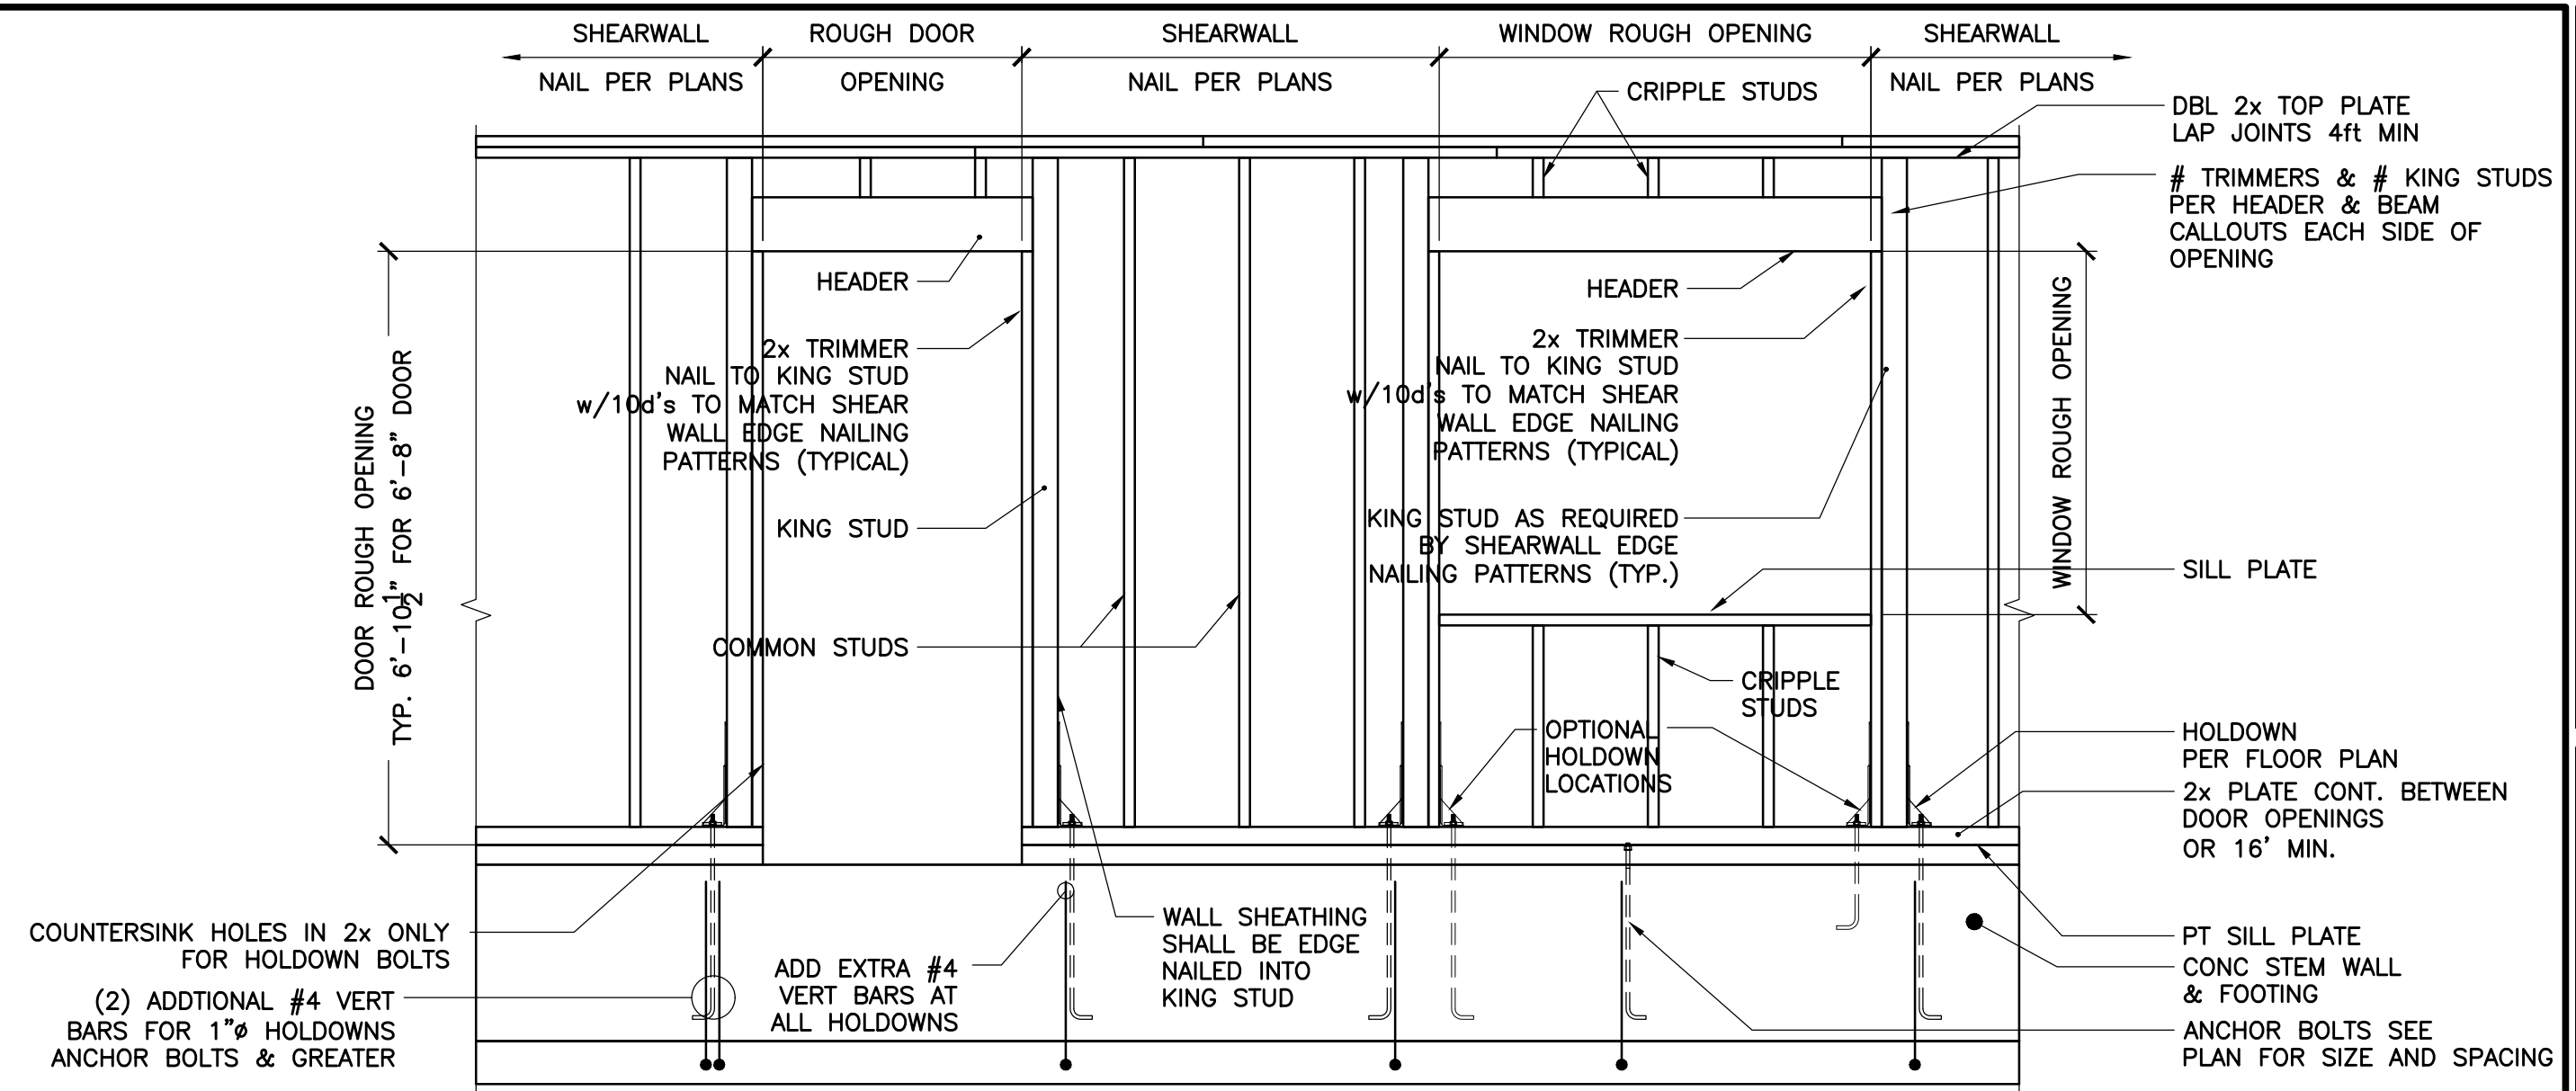 SHEARWALL
NAIL PER PLANS
ROUGH DOOR
OPENING
SHEARWALL
NAIL PER PLANS
WINDOW ROUGH OPENING
SHEARWALL
NAIL PER PLANS
CRIPPLE STUDS
DBL 2x TOP PLATE
LAP JOINTS 4ft MIN
# TRIMMERS & # KING STUDS
PER HEADER & BEAM
CALLOUTS EACH SIDE OF
OPENING
HEADER
2x TRIMMER
NAIL TO KING STUD
w/10d's TO MATCH SHEAR
WALL EDGE NAILING
PATTERNS (TYPICAL)
KING STUD
COMMON STUDS
DOOR ROUGH OPENING
TYP. 6'-10 1/2" FOR 6'-8" DOOR
HEADER
2x TRIMMER
NAIL TO KING STUD
w/10d's TO MATCH SHEAR
WALL EDGE NAILING
PATTERNS (TYPICAL)
KING STUD AS REQUIRED
BY SHEARWALL EDGE
NAILING PATTERNS (TYP.)
WINDOW ROUGH OPENING
SILL PLATE
CRIPPLE
STUDS
OPTIONAL
HOLDOWN
LOCATIONS
HOLDOWN
PER FLOOR PLAN
2x PLATE CONT. BETWEEN
DOOR OPENINGS
OR 16' MIN.
COUNTERSINK HOLES IN 2x ONLY
FOR HOLDOWN BOLTS
(2) ADDTIONAL #4 VERT
BARS FOR 1"ø HOLDOWNS
ANCHOR BOLTS & GREATER
ADD EXTRA #4
VERT BARS AT
ALL HOLDOWNS
WALL SHEATHING
SHALL BE EDGE
NAILED INTO
KING STUD
PT SILL PLATE
CONC STEM WALL
& FOOTING
ANCHOR BOLTS SEE
PLAN FOR SIZE AND SPACING